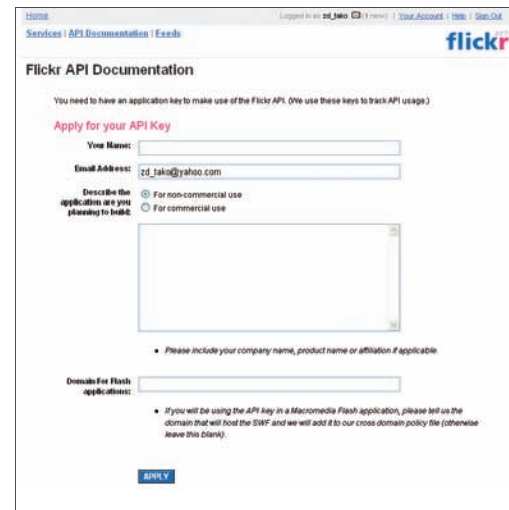 Home
Logged in as zd_tako (1 new) | Your Account | Help | Sign Out
Services | API Documentation | Feeds
flickr
Flickr API Documentation
You need to have an application key to make use of the Flickr API. (We use these keys to track API usage.)
Apply for your API Key
Your Name:
Email Address:
zd_tako@yahoo.com
Describe the
application are you
planning to build:
For non-commercial use
For commercial use
Please include your company name, product name or affiliation if applicable.
Domain For Flash
applications:
If you will be using the API key in a Macromedia Flash application, please tell us the
domain that will host the SWF and we will add it to our cross domain policy file (otherwise
leave this blank).
APPLY